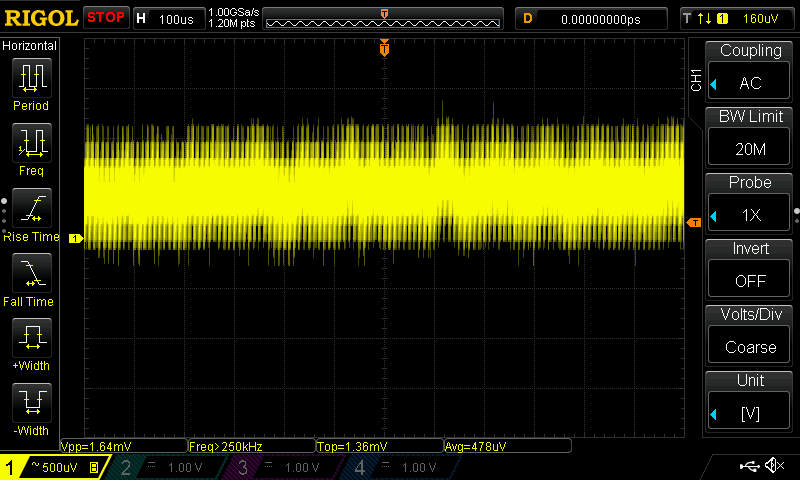 RIGOL STOP H 100us 1.00GSa/s D 0.00000000ps T 1 160uV
1.20M pts
T
Horizontal
Period
Freq
Rise Time
Fall Time
+Width
-Width
T
1
T
CH1
Coupling
AC
BW Limit
20M
Probe
1X
Invert
OFF
Volts/Div
Coarse
Unit
[V]
Vpp=1.64mV Freq>250kHz Top=1.36mV Avg=478uV
1 ~ 500uV B 2 1.00 V 3 1.00 V 4 1.00 V